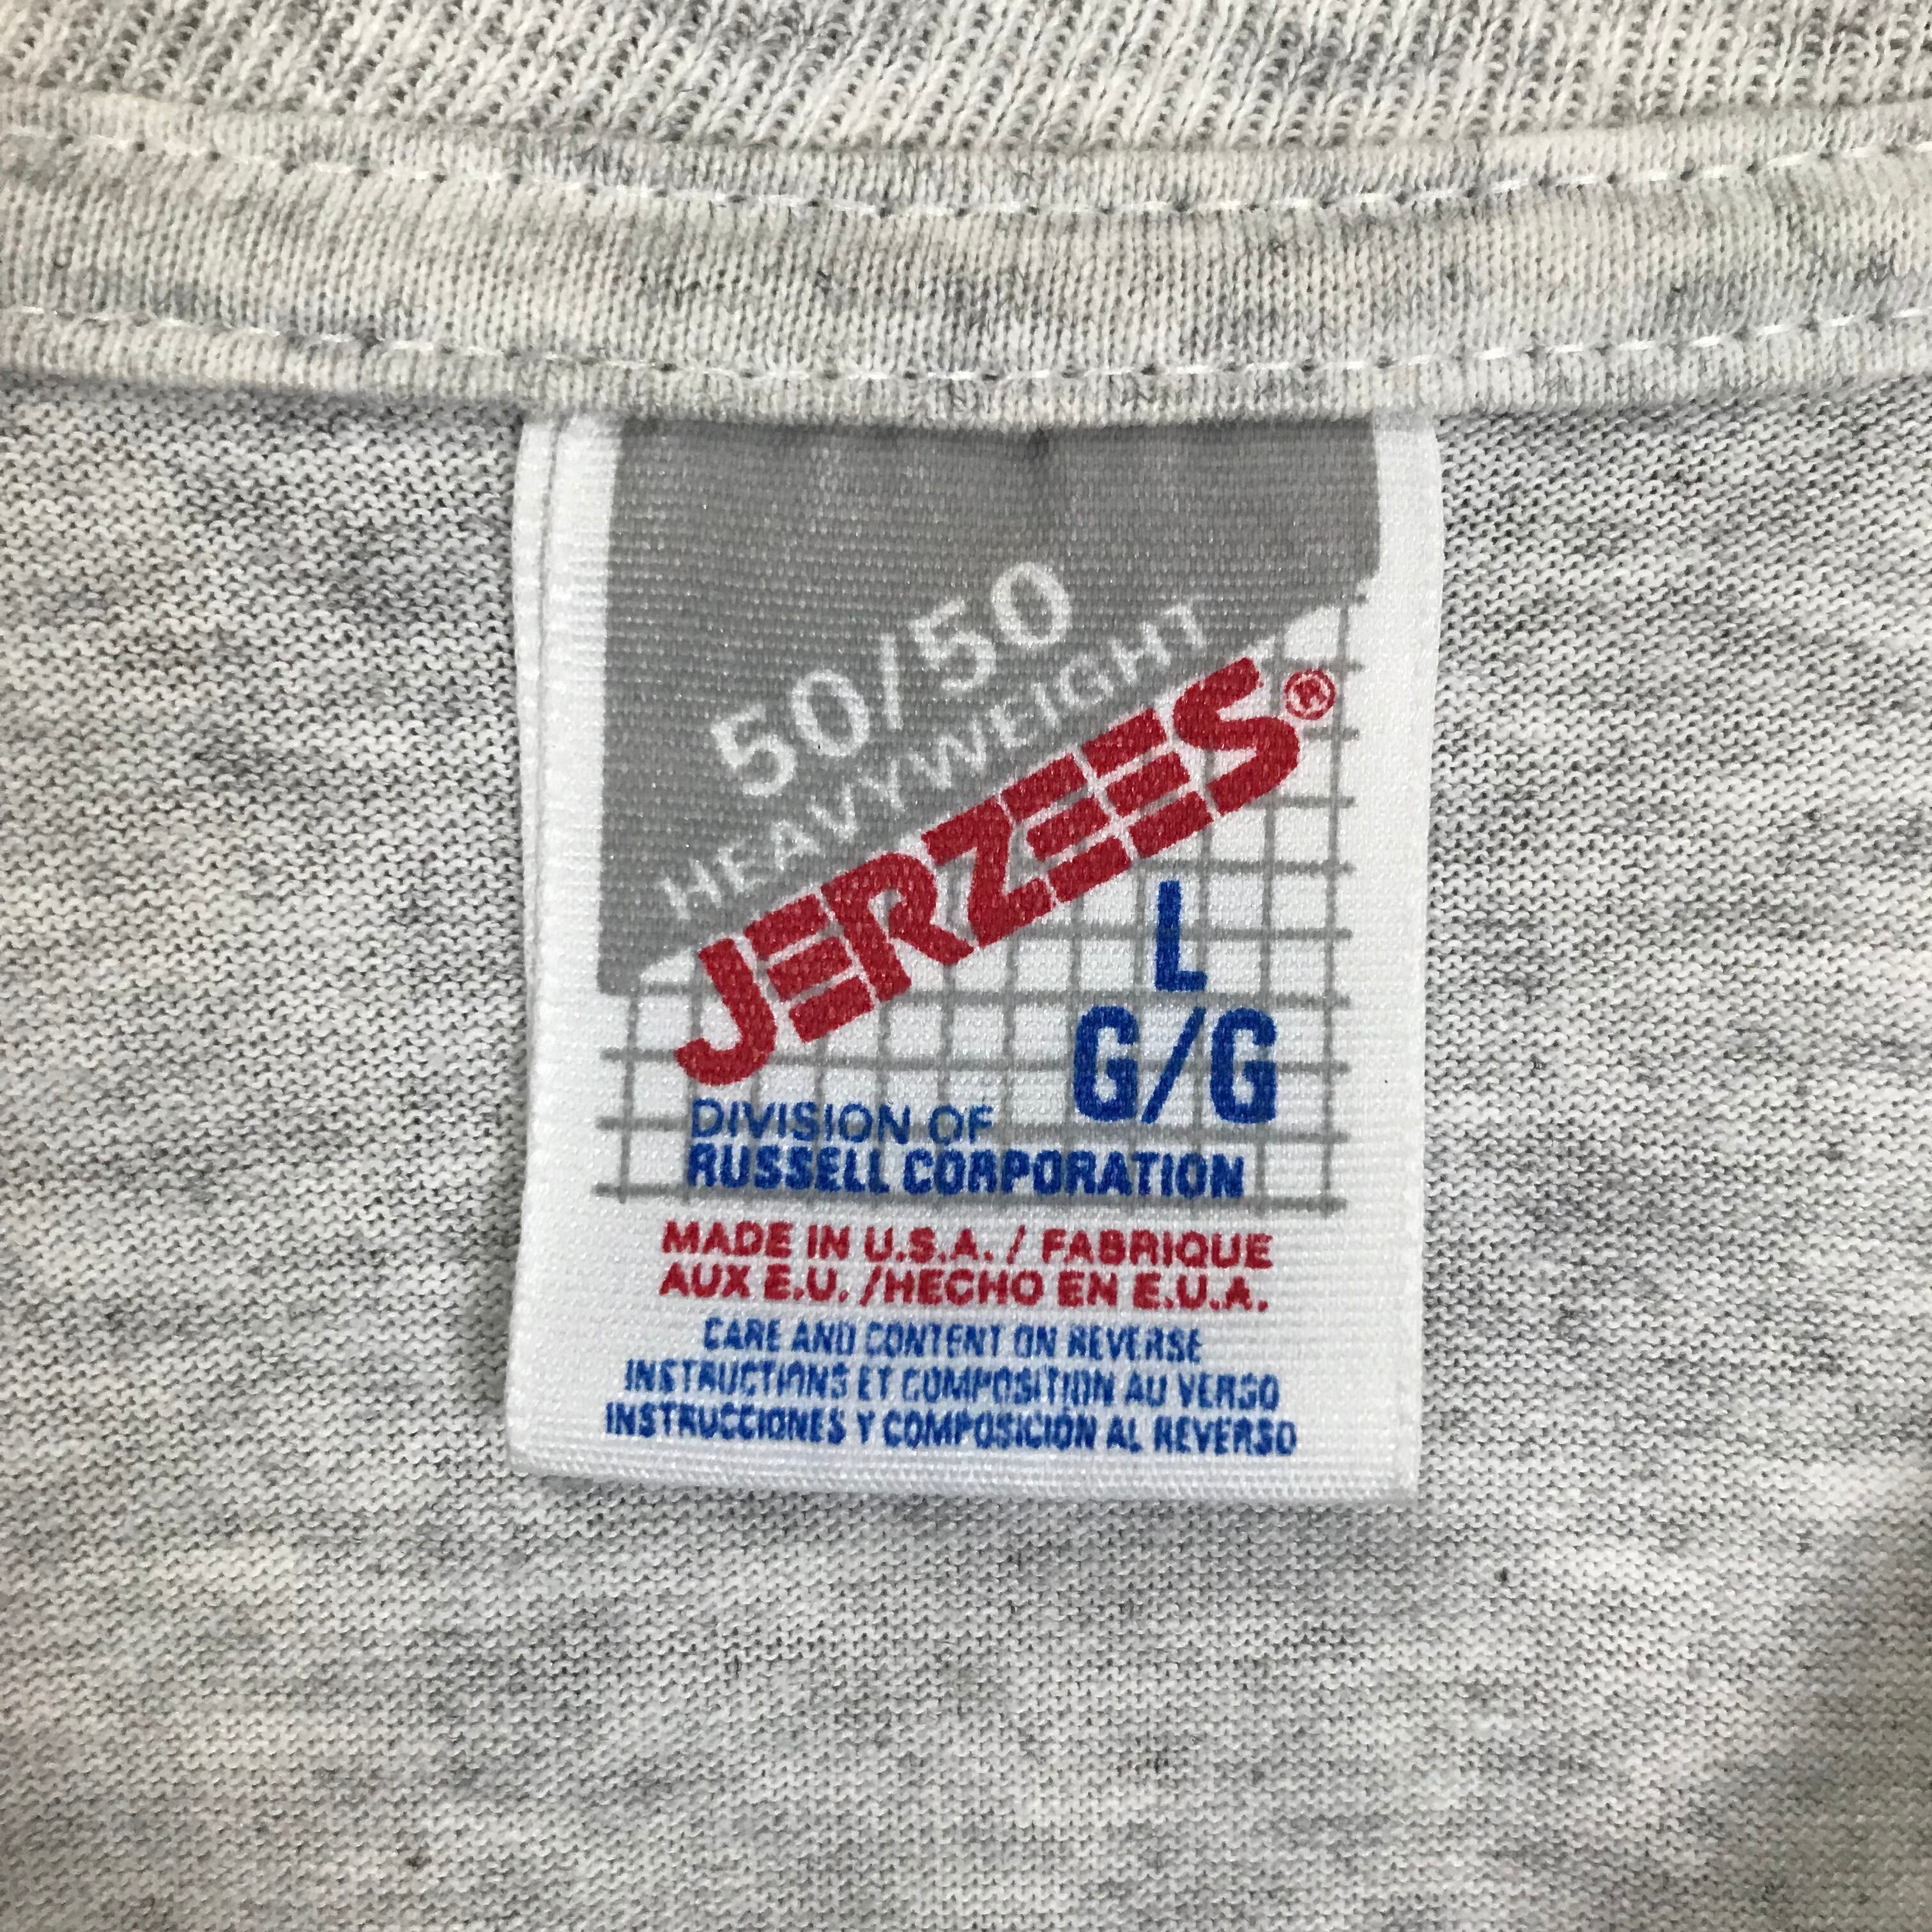 50/50
HEAVYWEIGHT
JERZEES®
L
G/G
DIVISION OF
RUSSELL CORPORATION
MADE IN U.S.A. / FABRIQUE
AUX E.U. /HECHO EN E.U.A.
CARE AND CONTENT ON REVERSE
INSTRUCTIONS ET COMPOSITION AU VERSO
INSTRUCCIONES Y COMPOSICIÓN AL REVERSO